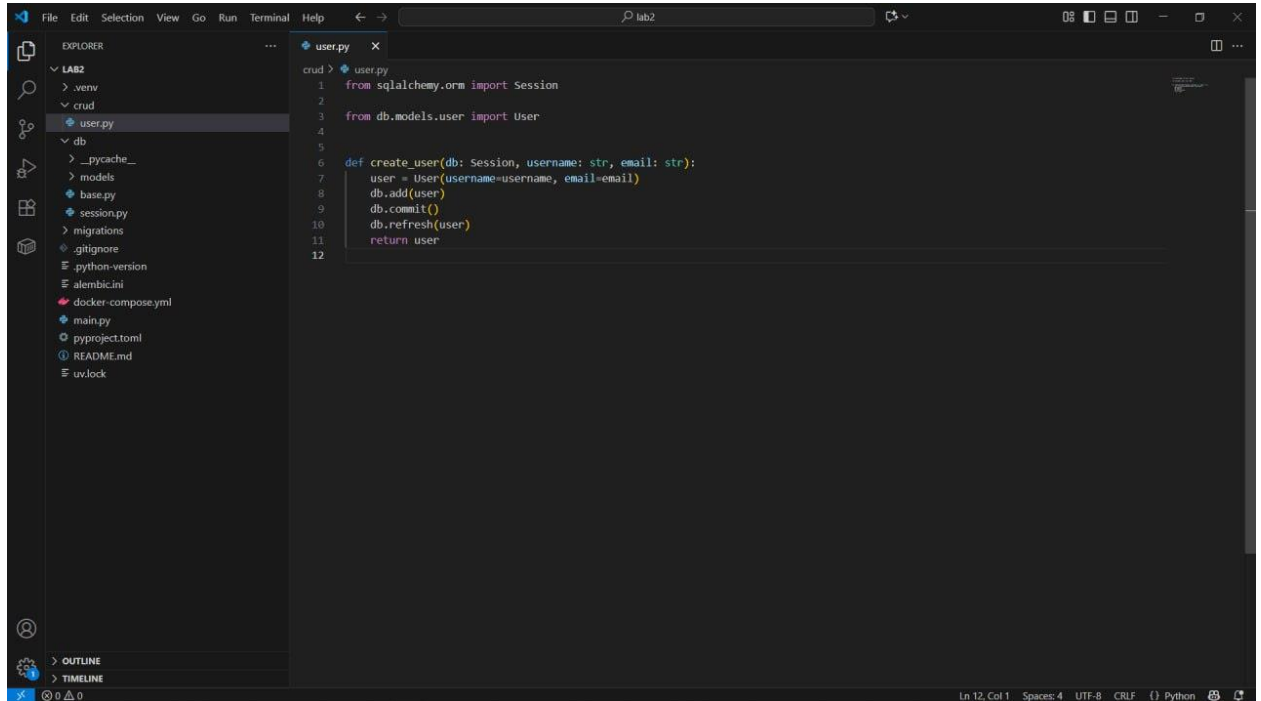 File Edit Selection View Go Run Terminal Help
lab2
EXPLORER
LAB2
.venv
crud
user.py
db
__pycache__
models
base.py
session.py
migrations
.gitignore
.python-version
alembic.ini
docker-compose.yml
main.py
pyproject.toml
README.md
uv.lock
OUTLINE
TIMELINE
user.py
crud > user.py
1 from sqlalchemy.orm import Session
2
3 from db.models.user import User
4
5
6 def create_user(db: Session, username: str, email: str):
7 user = User(username=username, email=email)
8 db.add(user)
9 db.commit()
10 db.refresh(user)
11 return user
12
1
0 0
Ln 12, Col 1 Spaces: 4 UTF-8 CRLF {} Python